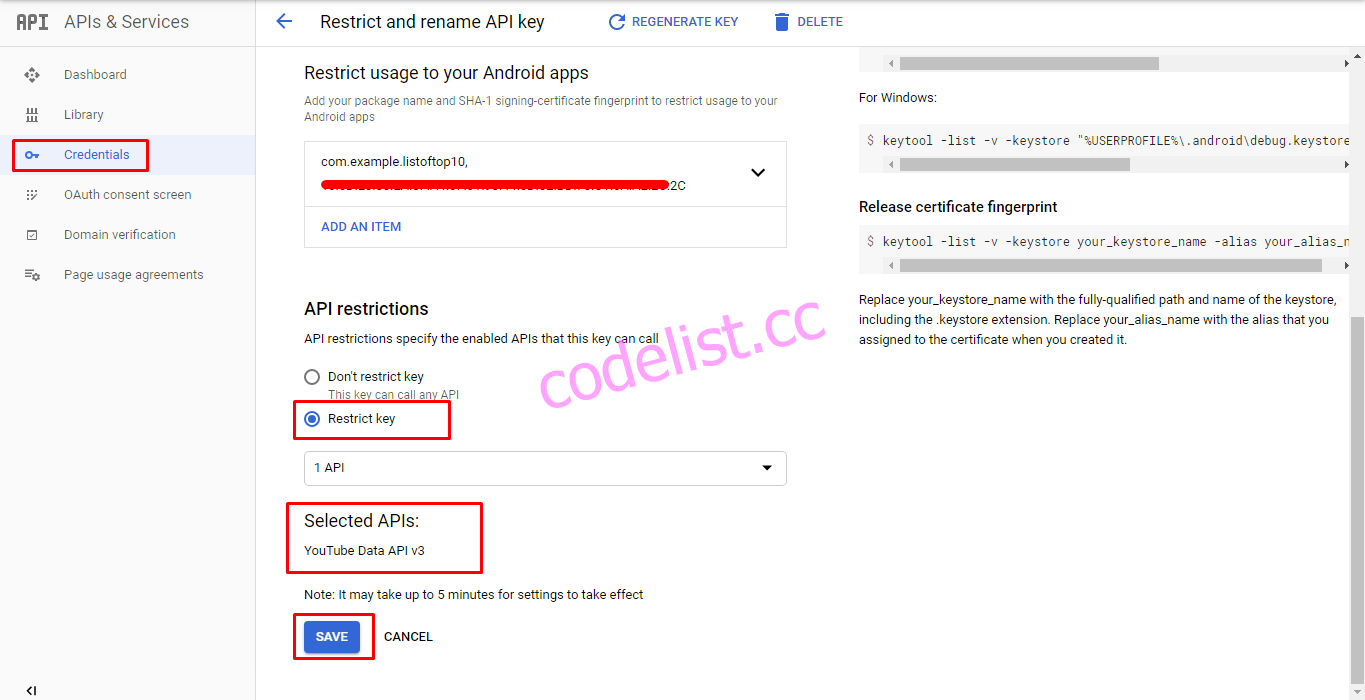 API APIs & Services
Dashboard
Library
Credentials
OAuth consent screen
Domain verification
Page usage agreements
Restrict and rename API key
REGENERATE KEY
DELETE
Restrict usage to your Android apps
Add your package name and SHA-1 signing-certificate fingerprint to restrict usage to your
Android apps
com.example.listoftop10,
:2C
ADD AN ITEM
API restrictions
API restrictions specify the enabled APIs that this key can call
Don't restrict key
This key can call any API
Restrict key
1 API
Selected APIs:
YouTube Data API v3
Note: It may take up to 5 minutes for settings to take effect
SAVE CANCEL
For Windows:
$ keytool -list -v -keystore "%USERPROFILE%\.android\debug.keystore
Release certificate fingerprint
$ keytool -list -v -keystore your_keystore_name -alias your_alias_n
Replace your_keystore_name with the fully-qualified path and name of the keystore,
including the .keystore extension. Replace your_alias_name with the alias that you
assigned to the certificate when you created it.
codelist.cc